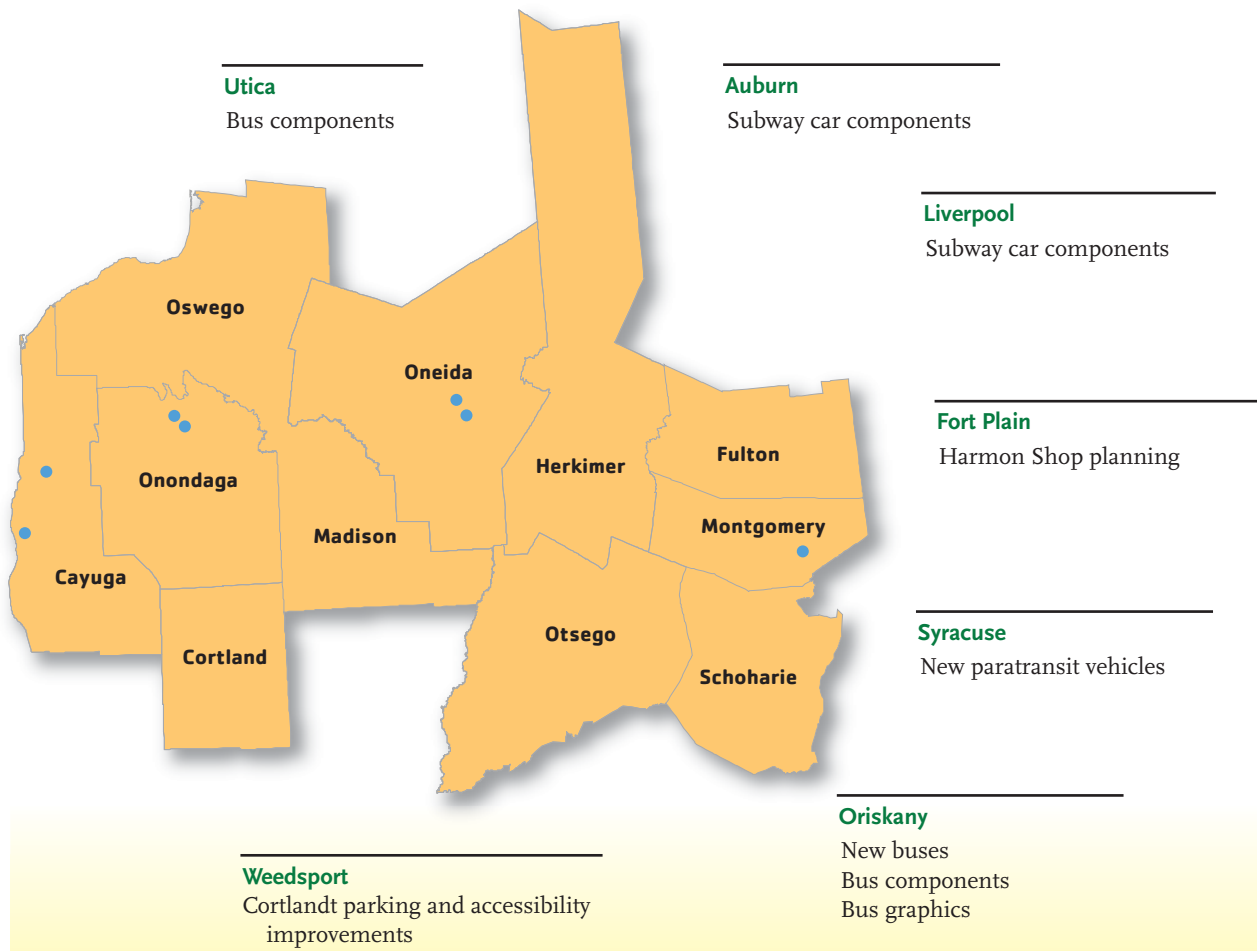 Utica
Bus components
Auburn
Subway car components
Liverpool
Subway car components
Oswego
Oneida
Fort Plain
Harmon Shop planning
Fulton
Herkimer
Onondaga
Montgomery
Madison
Cayuga
Otsego
Syracuse
New paratransit vehicles
Cortland
Schoharie
Oriskany
New buses
Bus components
Bus graphics
Weedsport
Cortlandt parking and accessibility
improvements